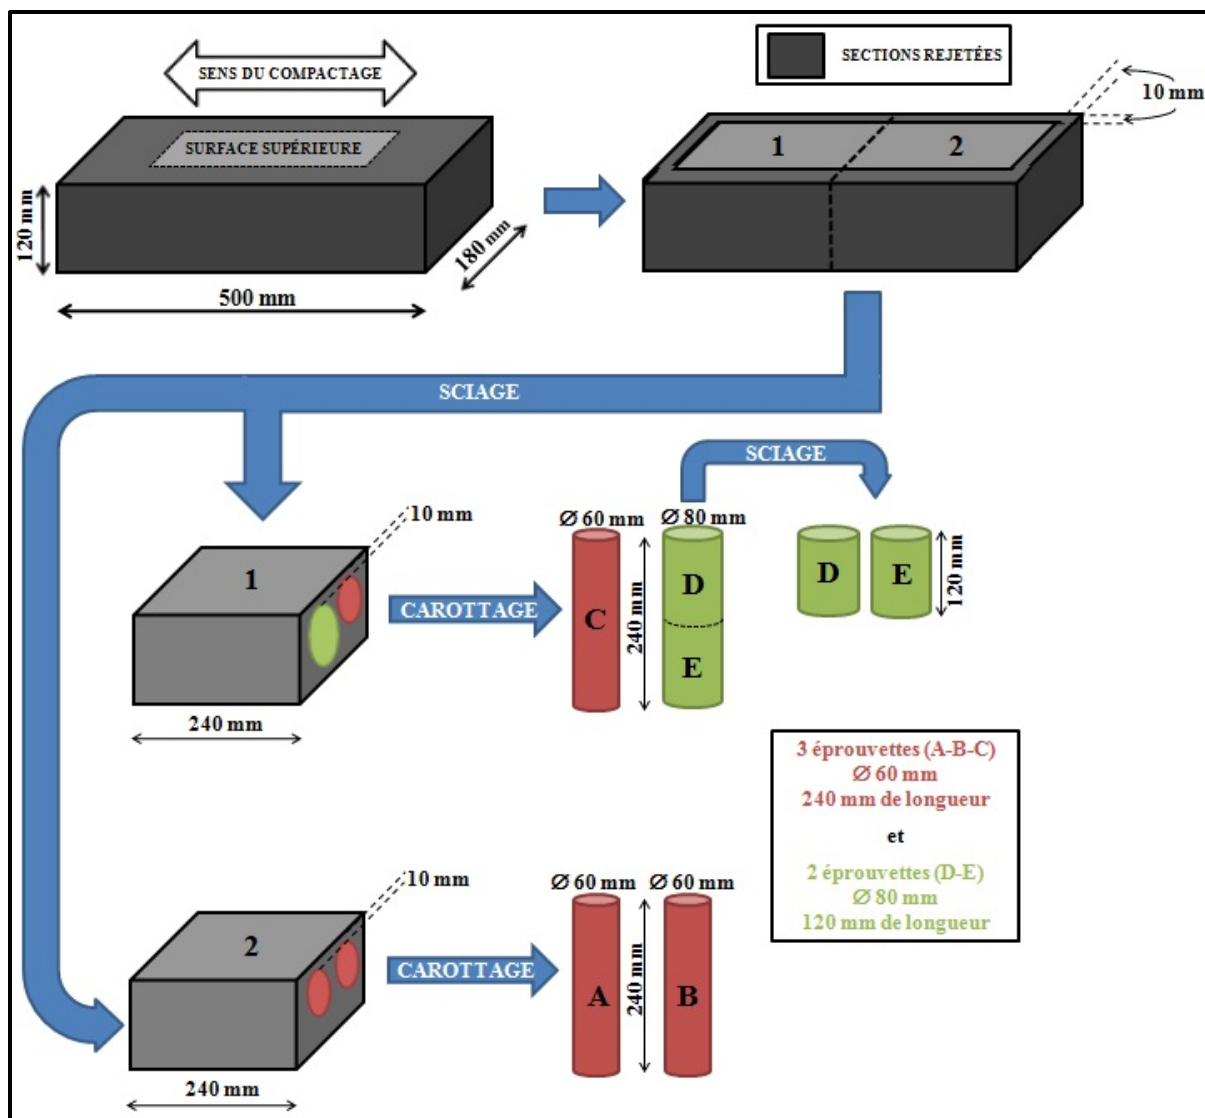 SENS DU COMPACTAGE
SURFACE SUPÉRIEURE
120 mm
180 mm
500 mm
SECTIONS REJETÉES
10 mm
1
2
SCIAGE
SCIAGE
10 mm
1
240 mm
CAROTTAGE
Ø 60 mm
Ø 80 mm
C
240 mm
D
E
D
E
120 mm
3 éprouvettes (A-B-C)
Ø 60 mm
240 mm de longueur
et
2 éprouvettes (D-E)
Ø 80 mm
120 mm de longueur
10 mm
2
240 mm
CAROTTAGE
Ø 60 mm
Ø 60 mm
A
240 mm
B